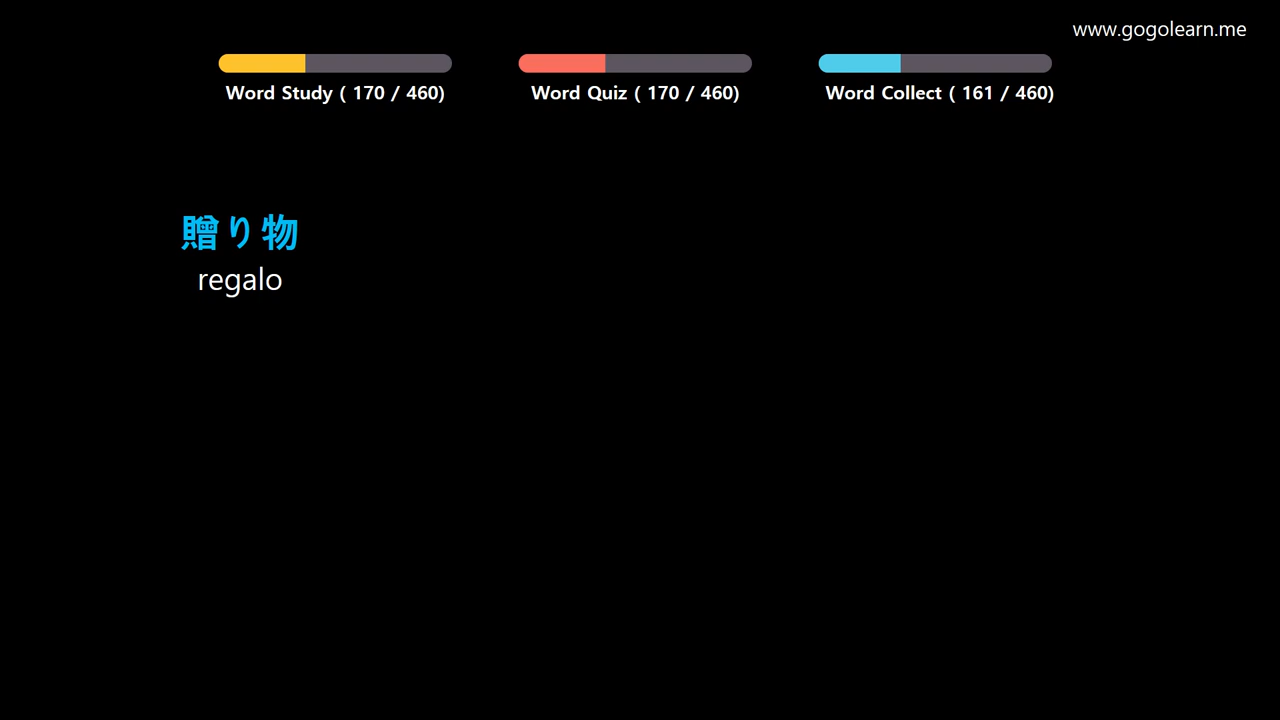 www.gogolearn.me
Word Study ( 170 / 460)
Word Quiz ( 170 / 460)
Word Collect ( 161 / 460)
贈り物
regalo